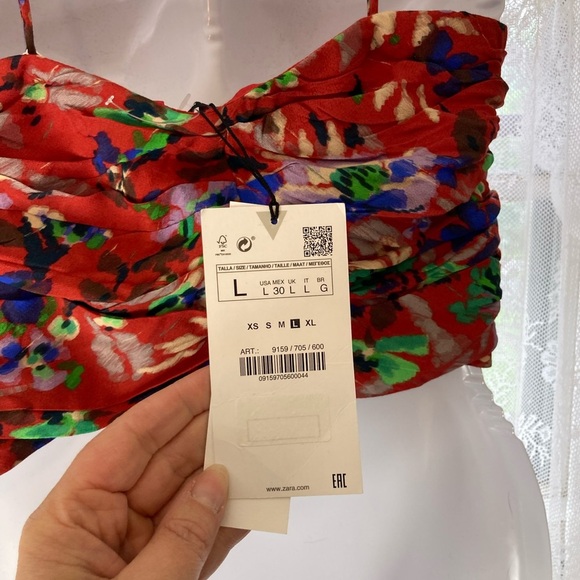 FSC
TALLA / SIZE / TAMANHO / TAILLE / MAAT / ΜΕΓΕΘΟΣ
L
USA MEX UK IT BR
L 30 L L G
XS S M L XL
ART.: 9159 / 705 / 600
09159705600044
www.zara.com
EAC